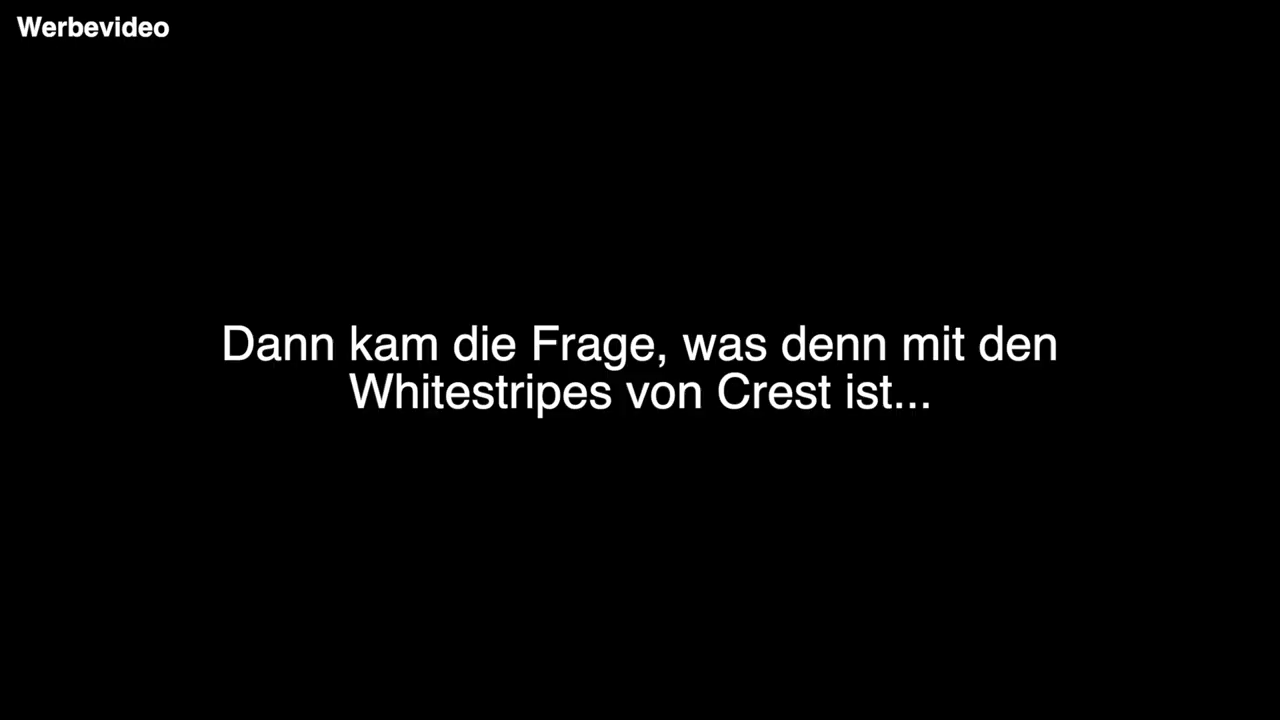 Werbevideo
Dann kam die Frage, was denn mit den
Whitestripes von Crest ist...